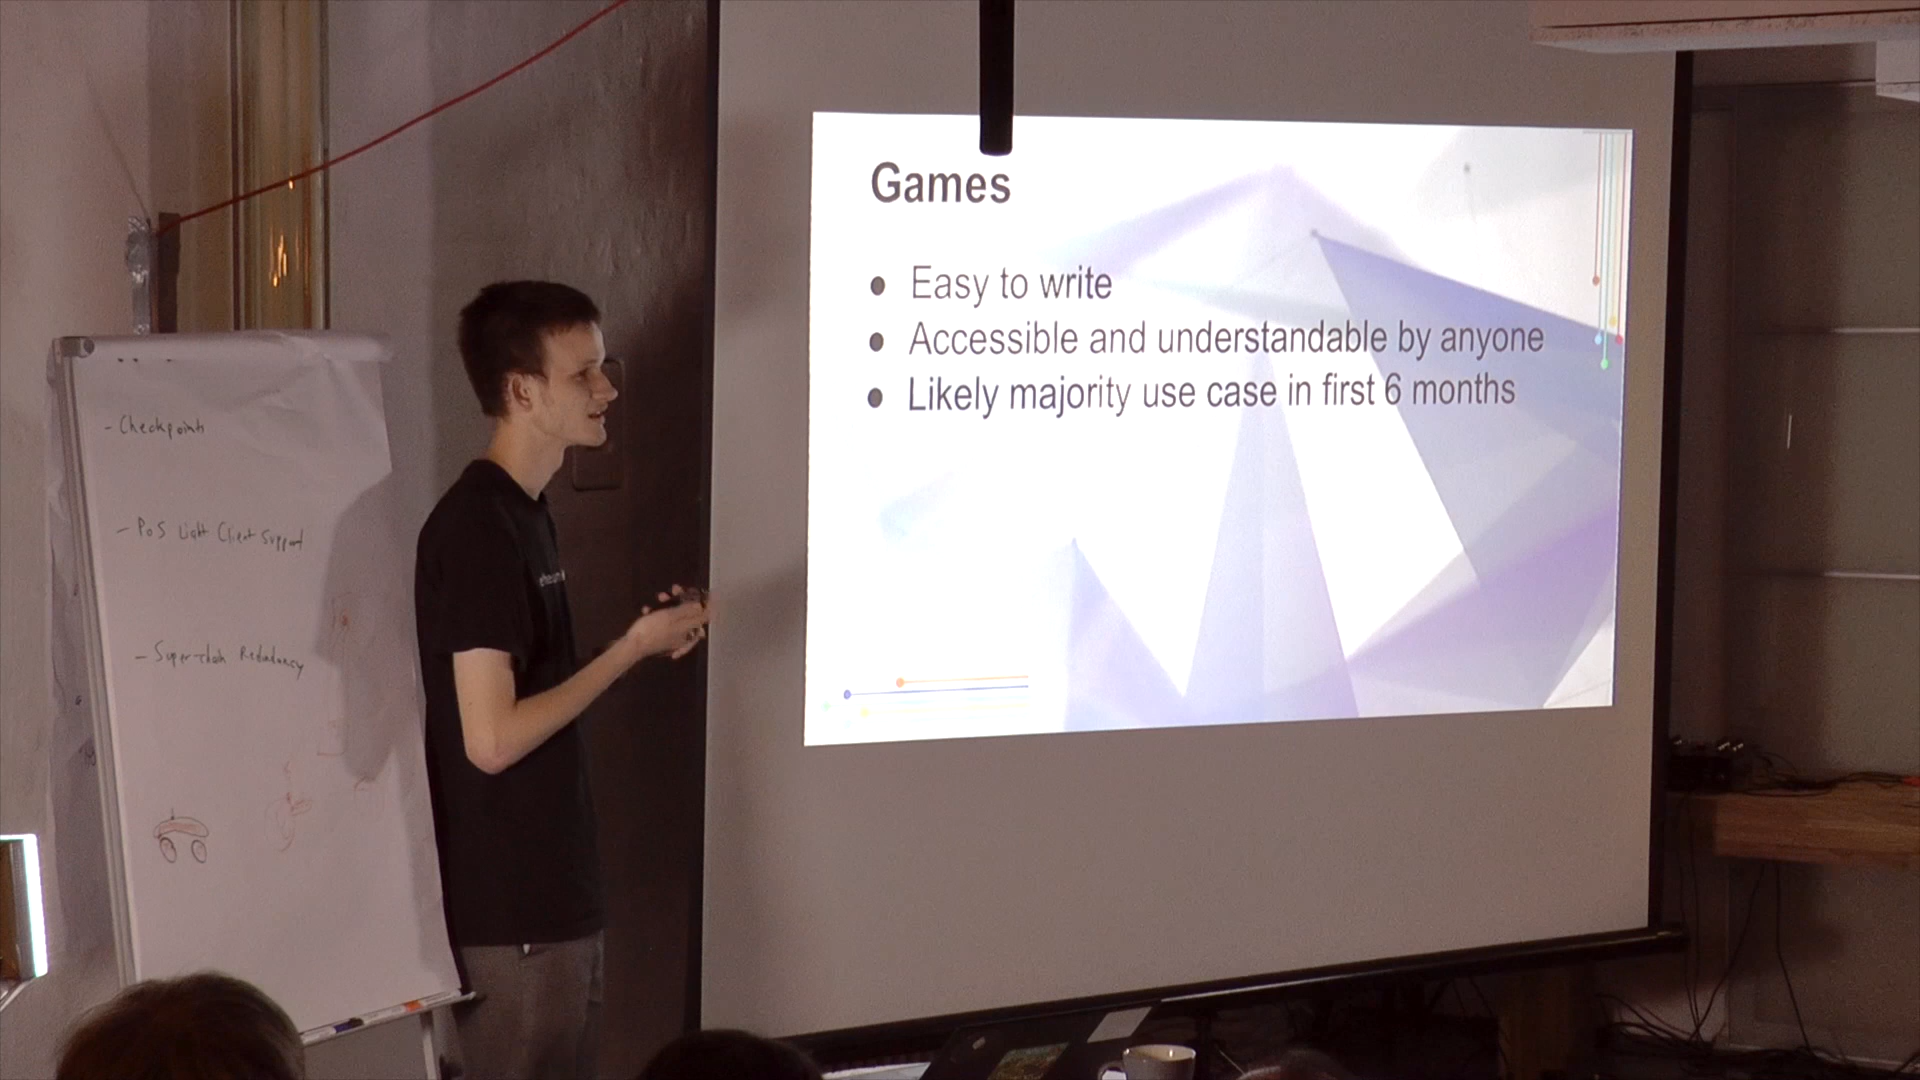 Games
● Easy to write
● Accessible and understandable by anyone
● Likely majority use case in first 6 months
- Checkpoints
- PoS Light Client Support
- Super-chain Redundancy